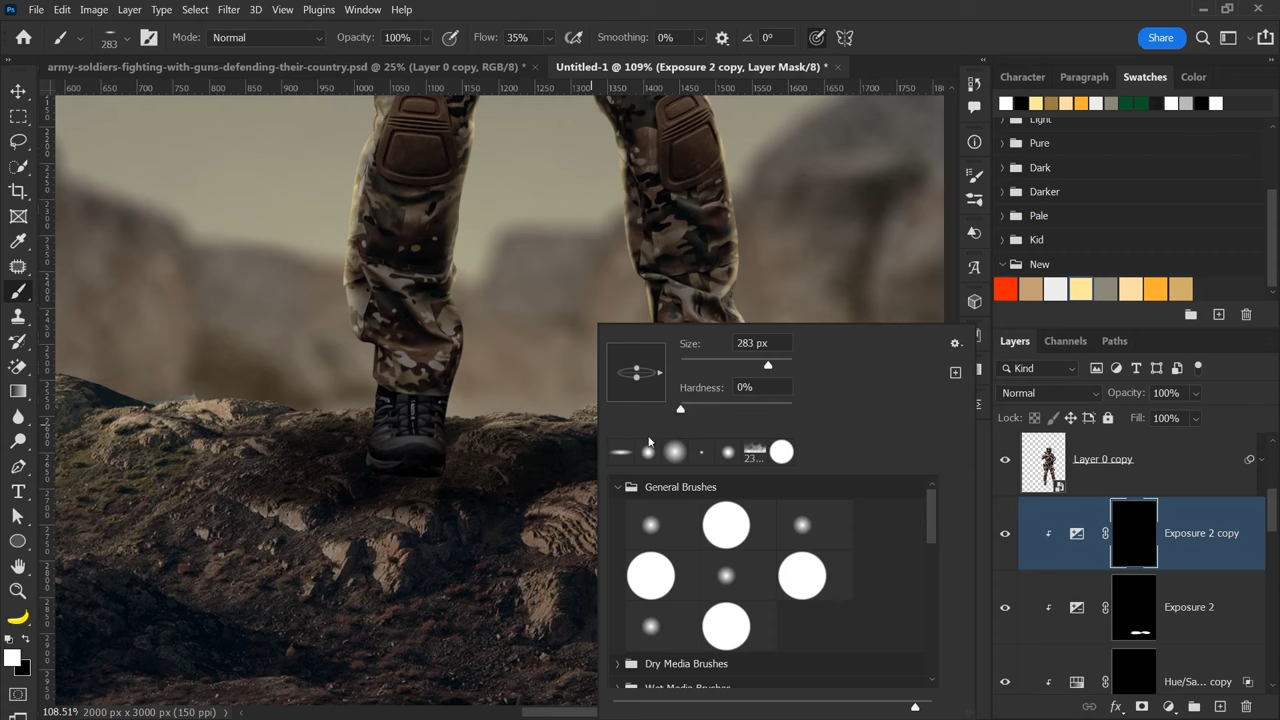 Ps File Edit Image Layer Type Select Filter 3D View Plugins Window Help
283 Mode: Normal Opacity: 100% Flow: 35% Smoothing: 0% 0° Share
army-soldiers-fighting-with-guns-defending-their-country.psd @ 25% (Layer 0 copy, RGB/8) * Untitled-1 @ 109% (Exposure 2 copy, Layer Mask/8) *
600 650 700 750 800 850 900 950 1000 1050 1100 1150 1200 1250 1300 1350 1400 1450 1500 1550 1600 1650 1700 1750
Character Paragraph Swatches Color
Light
Pure
Dark
Darker
Pale
Kid
New
Size: 283 px
Hardness: 0%
23...
General Brushes
Dry Media Brushes
Wet Media Brushes
Layers Channels Paths
Kind
Normal Opacity: 100%
Lock: Fill: 100%
Layer 0 copy
Exposure 2 copy
Exposure 2
Hue/Sa... copy
fx
108.51% 2000 px x 3000 px (150 ppi)